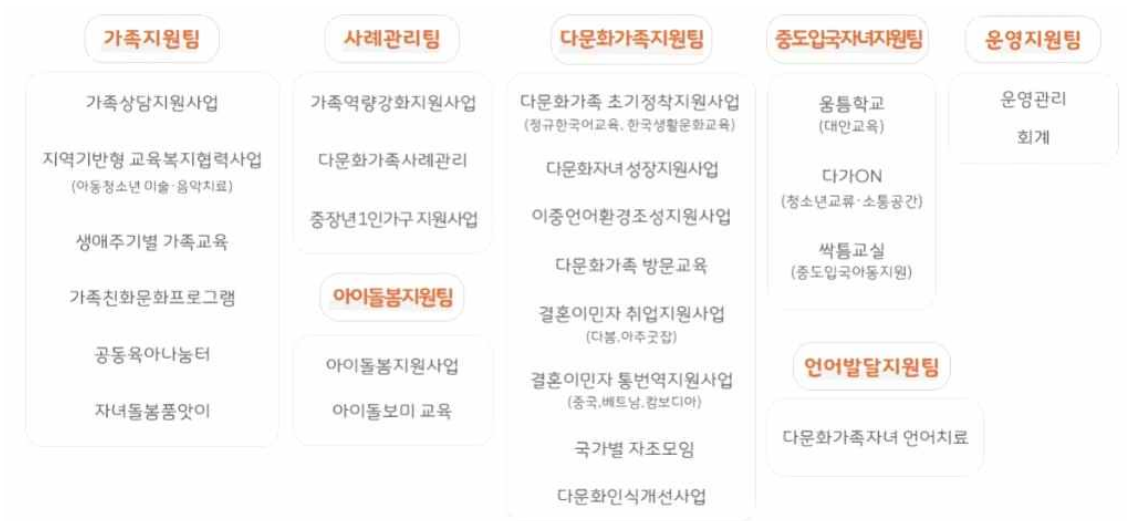 가족지원팀
가족상담지원사업
지역기반형 교육복지협력사업
(아동청소년 미술·음악치료)
생애주기별 가족교육
가족친화문화프로그램
공동육아나눔터
자녀돌봄품앗이
사례관리팀
가족역량강화지원사업
다문화가족사례관리
중장년1인가구 지원사업
아이돌봄지원팀
아이돌봄지원사업
아이돌보미 교육
다문화가족지원팀
다문화가족 초기정착지원사업
(정규한국어교육, 한국생활문화교육)
다문화자녀 성장지원사업
이중언어환경조성지원사업
다문화가족 방문교육
결혼이민자 취업지원사업
(다봄,아주굿잡)
결혼이민자 통번역지원사업
(중국,베트남,캄보디아)
국가별 자조모임
다문화인식개선사업
중도입국자녀지원팀
움틈학교
(대안교육)
다가ON
(청소년교류·소통공간)
싹틈교실
(중도입국아동지원)
언어발달지원팀
다문화가족자녀 언어치료
운영지원팀
운영관리
회계